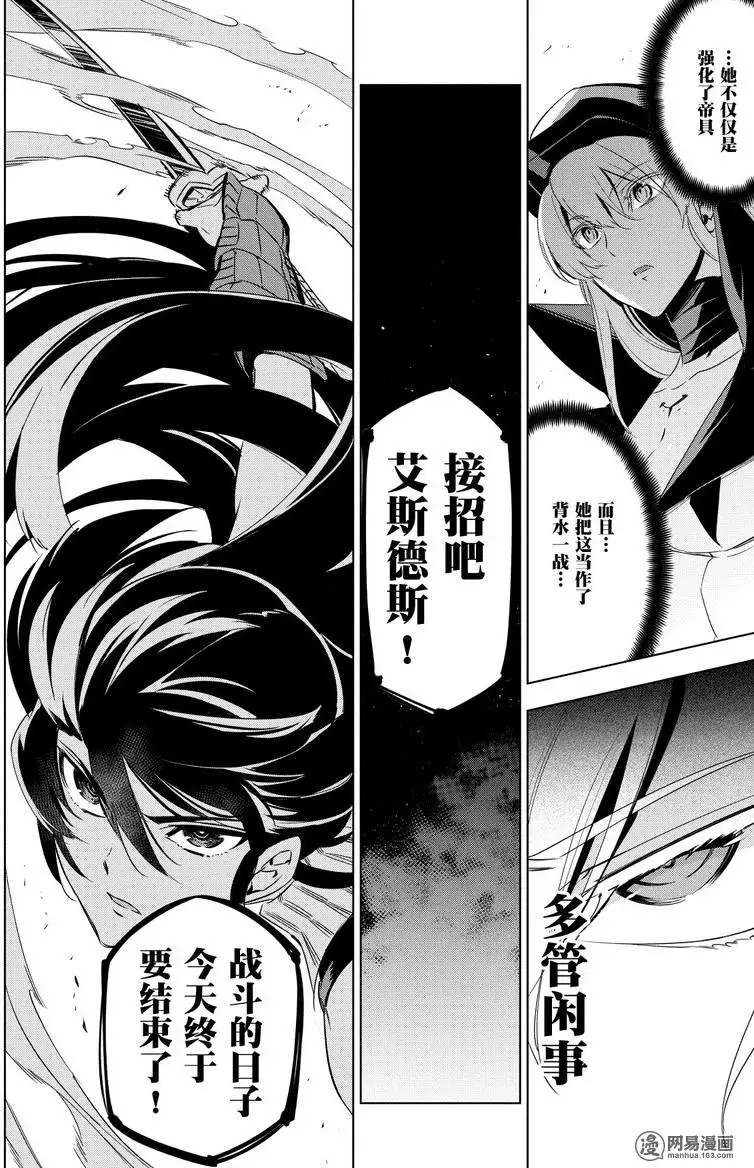 …她不仅仅是
强化了帝具
而且…
她把这当作了
背水一战…
多管闲事
接招吧
艾斯德斯！
战斗的日子
今天终于
要结束了！
漫
网易漫画
manhua.163.com